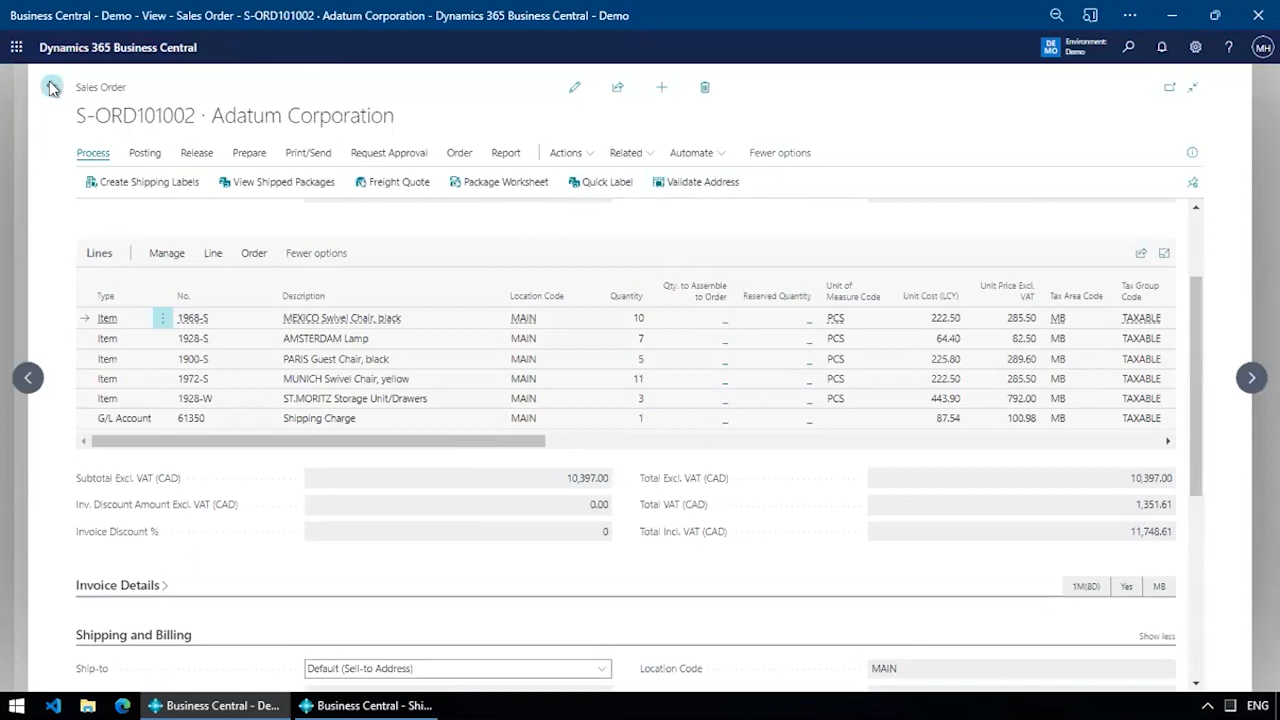 Business Central - Demo - View - Sales Order - S-ORD101002 · Adatum Corporation - Dynamics 365 Business Central - Demo
Dynamics 365 Business Central
DE MO
Environment:
Demo
MH
Sales Order
S-ORD101002 · Adatum Corporation
Process Posting Release Prepare Print/Send Request Approval Order Report Actions Related Automate Fewer options
Create Shipping Labels View Shipped Packages Freight Quote Package Worksheet Quick Label Validate Address
Lines Manage Line Order Fewer options
Type No. Description Location Code Quantity Qty. to Assemble to Order Reserved Quantity Unit of Measure Code Unit Cost (LCY) Unit Price Excl. VAT Tax Area Code Tax Group Code
Item 1968-S MEXICO Swivel Chair, black MAIN 10 _ _ PCS 222.50 285.50 MB TAXABLE
Item 1928-S AMSTERDAM Lamp MAIN 7 _ _ PCS 64.40 82.50 MB TAXABLE
Item 1900-S PARIS Guest Chair, black MAIN 5 _ _ PCS 225.80 289.60 MB TAXABLE
Item 1972-S MUNICH Swivel Chair, yellow MAIN 11 _ _ PCS 222.50 285.50 MB TAXABLE
Item 1928-W ST.MORITZ Storage Unit/Drawers MAIN 3 _ _ PCS 443.90 792.00 MB TAXABLE
G/L Account 61350 Shipping Charge MAIN 1 _ _ 87.54 100.98 MB TAXABLE
Subtotal Excl. VAT (CAD) 10,397.00 Total Excl. VAT (CAD) 10,397.00
Inv. Discount Amount Excl. VAT (CAD) 0.00 Total VAT (CAD) 1,351.61
Invoice Discount % 0 Total Incl. VAT (CAD) 11,748.61
Invoice Details 1M(8D) Yes MB
Shipping and Billing Show less
Ship-to Default (Sell-to Address) Location Code MAIN
Business Central - De... Business Central - Shi... ENG